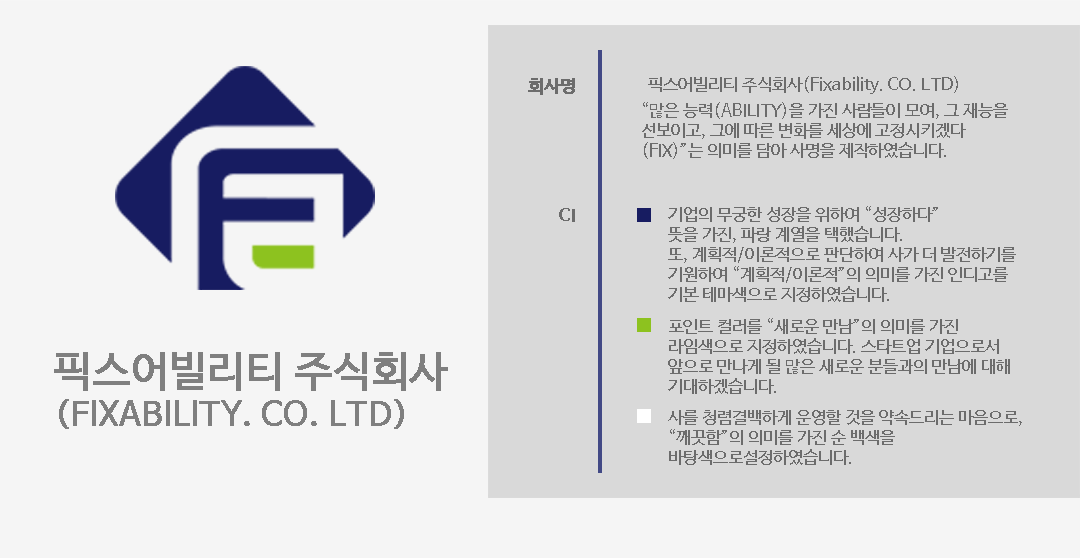 픽스어빌리티 주식회사
(FIXABILITY. CO. LTD)
회사명
픽스어빌리티 주식회사(Fixability. CO. LTD)
“많은 능력(ABILITY)을 가진 사람들이 모여, 그 재능을
선보이고, 그에 따른 변화를 세상에 고정시키겠다
(FIX)”는 의미를 담아 사명을 제작하였습니다.
CI
기업의 무궁한 성장을 위하여 “성장하다”
뜻을 가진, 파랑 계열을 택했습니다.
또, 계획적/이론적으로 판단하여 사가 더 발전하기를
기원하여 “계획적/이론적”의 의미를 가진 인디고를
기본 테마색으로 지정하였습니다.
포인트 컬러를 “새로운 만남”의 의미를 가진
라임색으로 지정하였습니다. 스타트업 기업으로서
앞으로 만나게 될 많은 새로운 분들과의 만남에 대해
기대하겠습니다.
사를 청렴결백하게 운영할 것을 약속드리는 마음으로,
“깨끗함”의 의미를 가진 순 백색을
바탕색으로설정하였습니다.